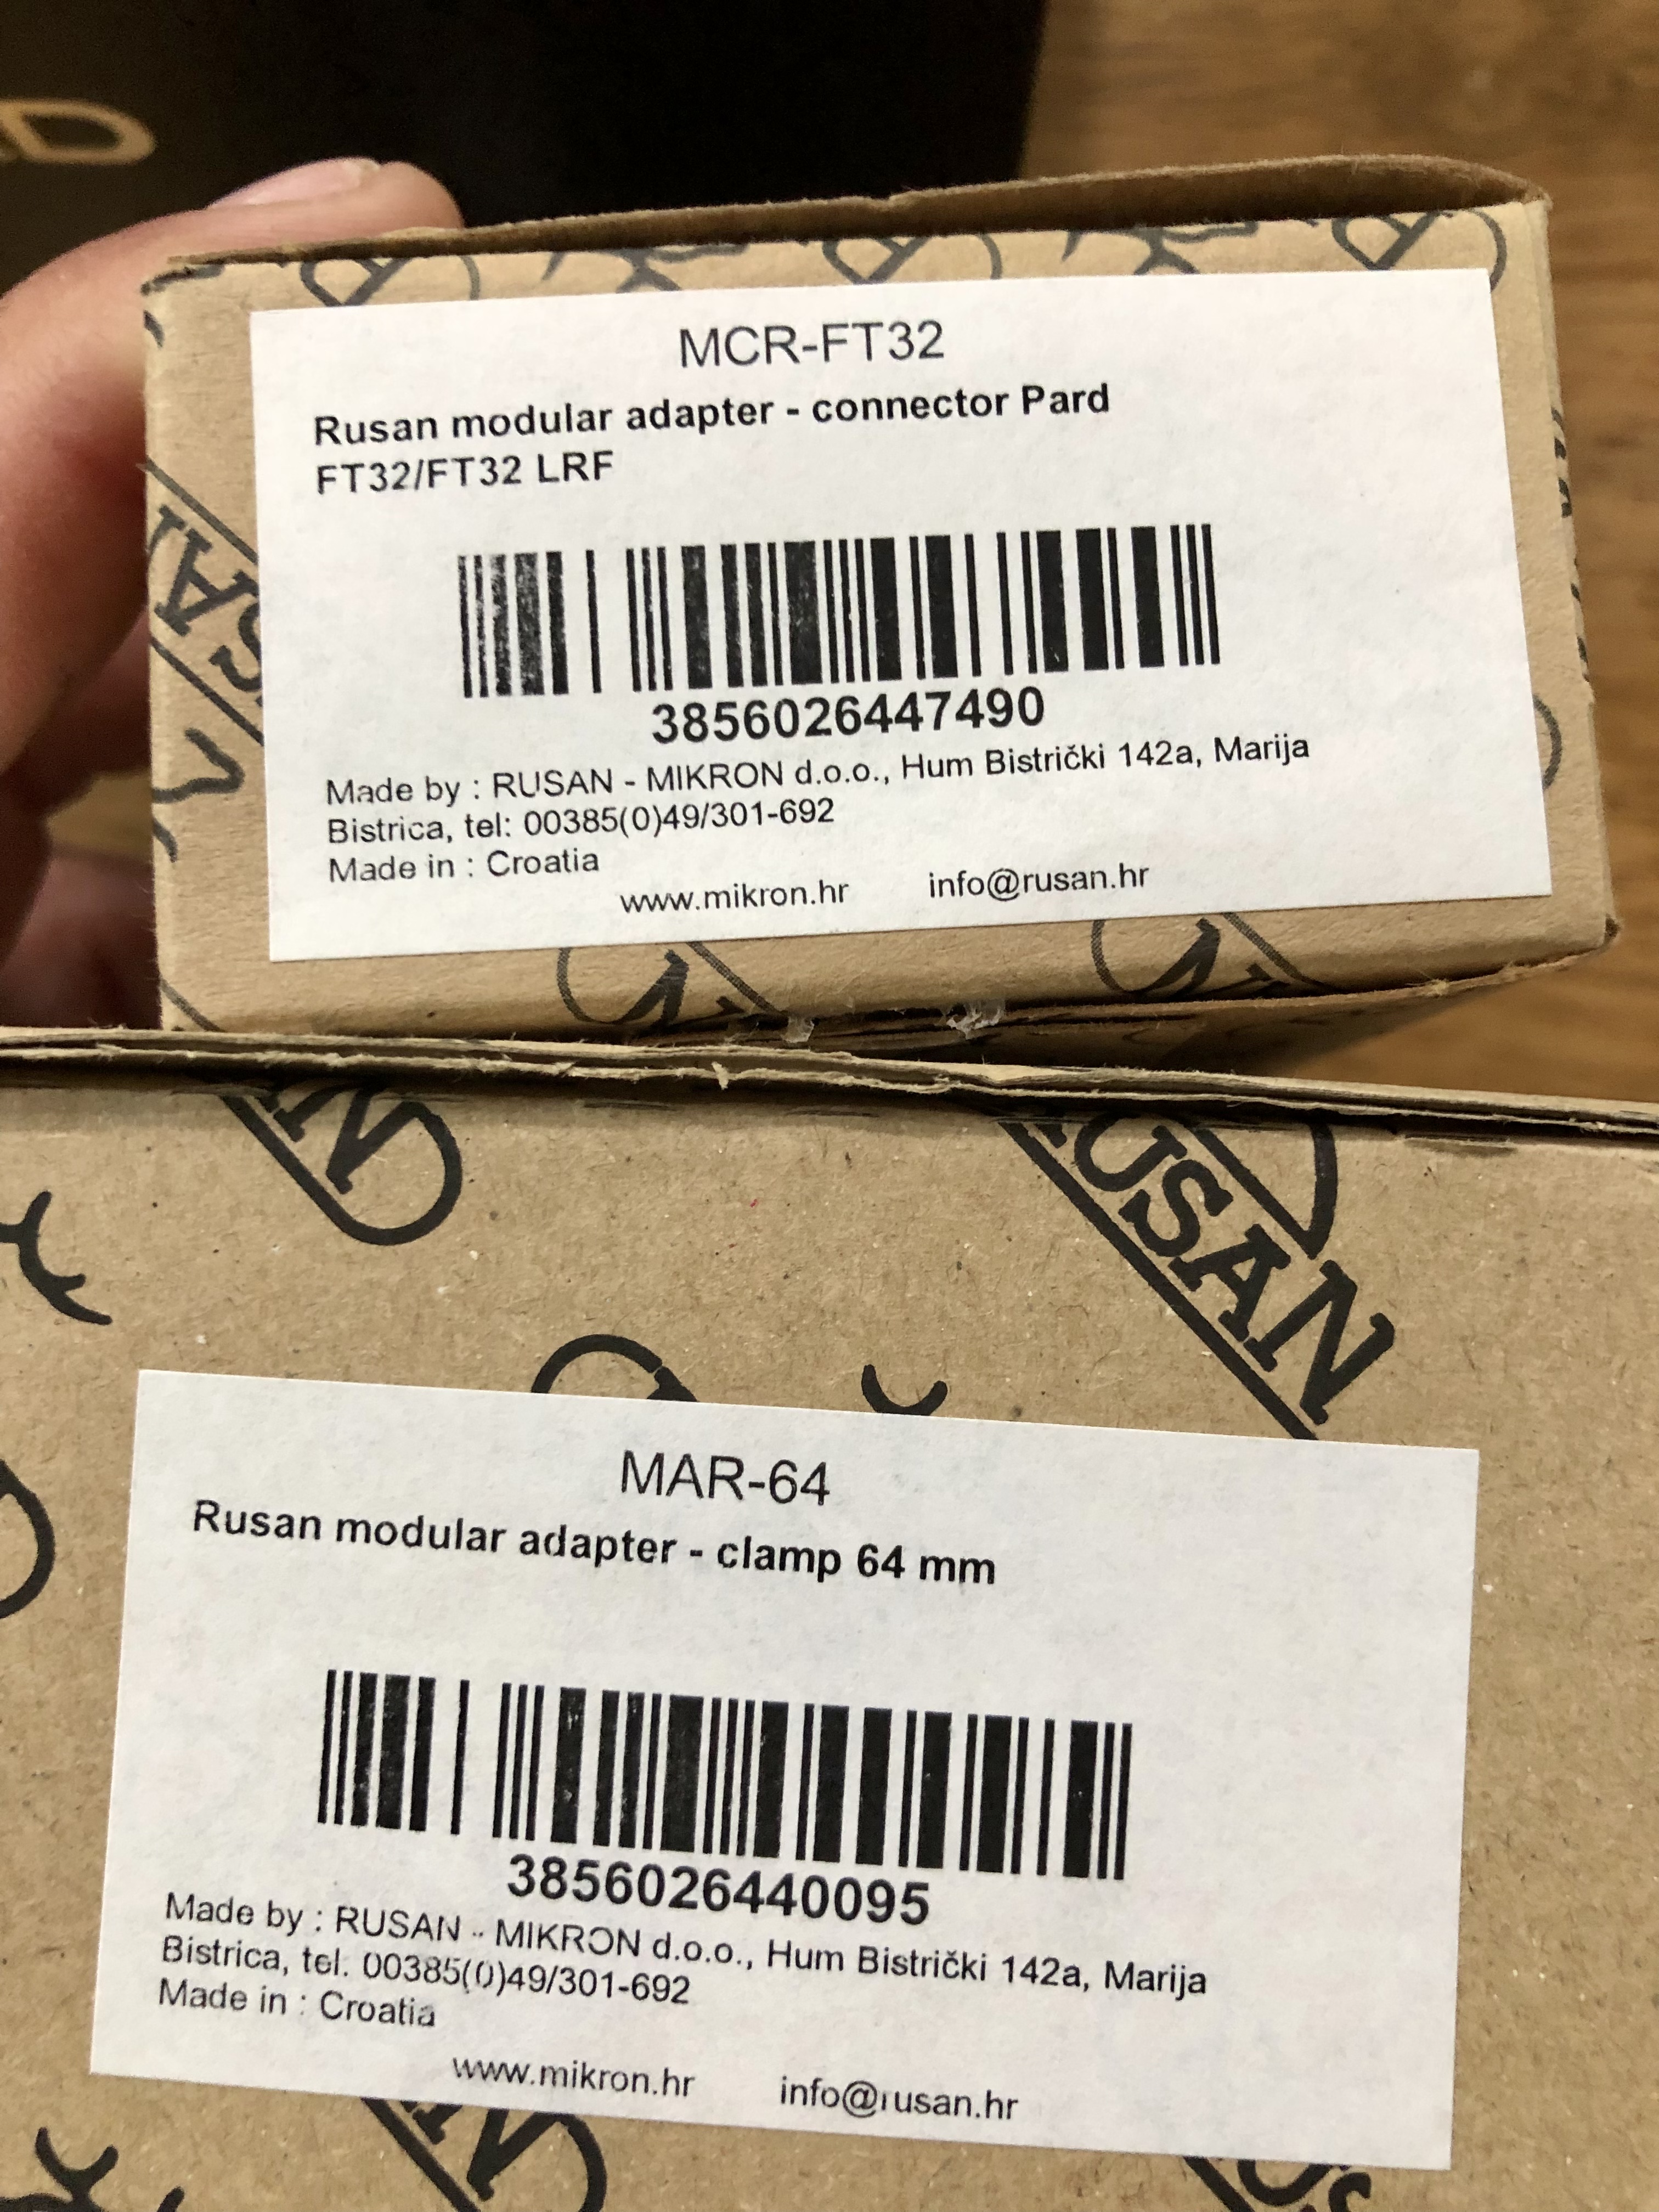 MCR-FT32
Rusan modular adapter - connector Pard
FT32/FT32 LRF
3856026447490
Made by : RUSAN - MIKRON d.o.o., Hum Bistrički 142a, Marija
Bistrica, tel: 00385(0)49/301-692
Made in : Croatia
www.mikron.hr info@rusan.hr
RUSAN
MAR-64
Rusan modular adapter - clamp 64 mm
3856026440095
Made by : RUSAN - MIKRON d.o.o., Hum Bistrički 142a, Marija
Bistrica, tel: 00385(0)49/301-692
Made in : Croatia
www.mikron.hr info@rusan.hr